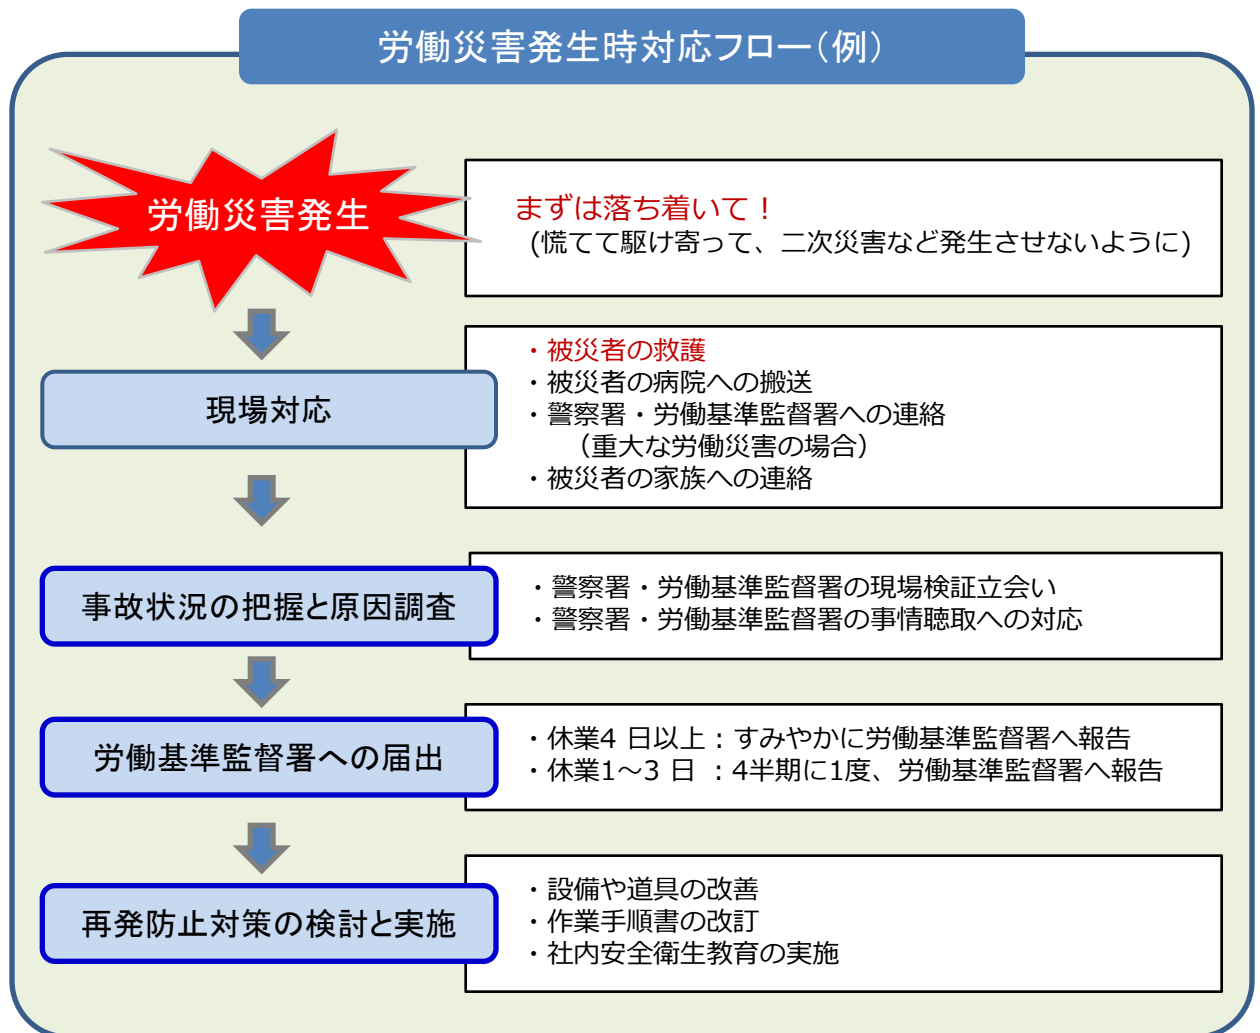 労働災害発生時対応フロー(例)
労働災害発生
まずは落ち着いて！
(慌てて駆け寄って、二次災害など発生させないように)
現場対応
・被災者の救護
・被災者の病院への搬送
・警察署・労働基準監督署への連絡
（重大な労働災害の場合）
・被災者の家族への連絡
事故状況の把握と原因調査
・警察署・労働基準監督署の現場検証立会い
・警察署・労働基準監督署の事情聴取への対応
労働基準監督署への届出
・休業4 日以上：すみやかに労働基準監督署へ報告
・休業1～3 日 ：4半期に1度、労働基準監督署へ報告
再発防止対策の検討と実施
・設備や道具の改善
・作業手順書の改訂
・社内安全衛生教育の実施